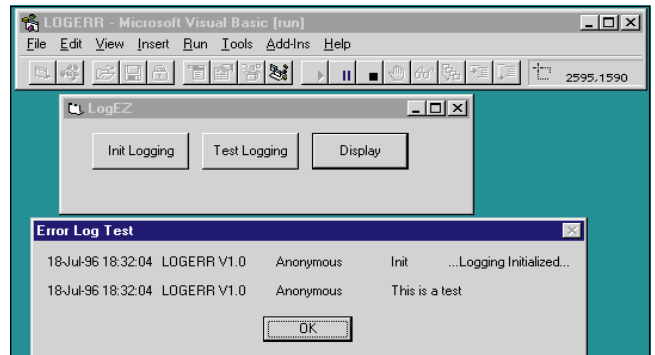 LOGERR - Microsoft Visual Basic [run]
File Edit View Insert Run Tools Add-Ins Help
2595,1590
LogEZ
Init Logging Test Logging Display
Error Log Test
18-Jul-96 18:32:04 LOGERR V1.0 Anonymous Init ...Logging Initialized...
18-Jul-96 18:32:04 LOGERR V1.0 Anonymous This is a test
OK